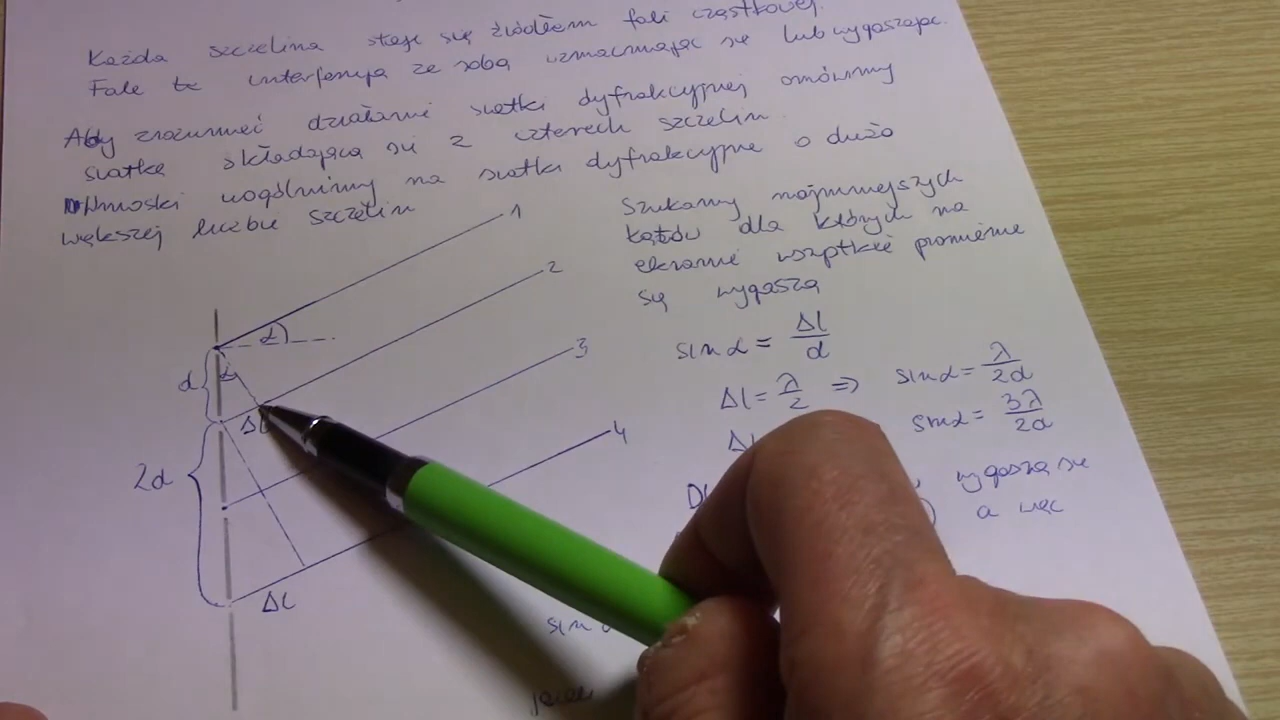 Każda szczelina staje się źródłem fali cząstkowej.
Fale te interferują ze sobą wzmacniając się lub wygaszając.
Aby zrozumieć działanie siatki dyfrakcyjnej omówimy
siatkę składającą się z czterech szczelin.
Wnioski uogólnimy na siatki dyfrakcyjne o dużo
większej liczbie szczelin
Szukamy najmniejszych
kątów dla których na
ekranie wszystkie promienie
się wygaszą
1
2
3
4
α
d
α
Δl
2d
Δl
sin α = Δl/d
Δl = λ/2 ⇒ sin α = λ/2d
sin α = 3λ/2d
wygaszą się
a więc
sin